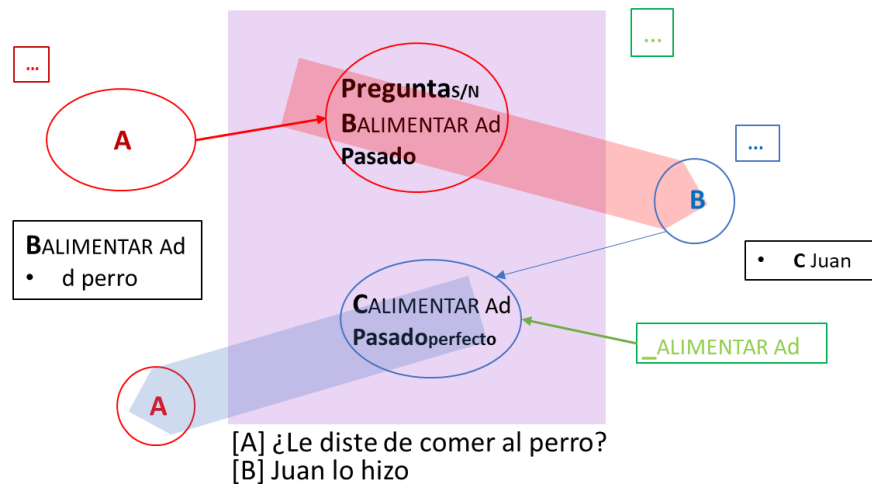 ...
...
PreguntaS/N
BALIMENTAR Ad
Pasado
A
...
B
BALIMENTAR Ad
• d perro
• C Juan
CALIMENTAR Ad
Pasadoperfecto
_ALIMENTAR Ad
A
[A] ¿Le diste de comer al perro?
[B] Juan lo hizo